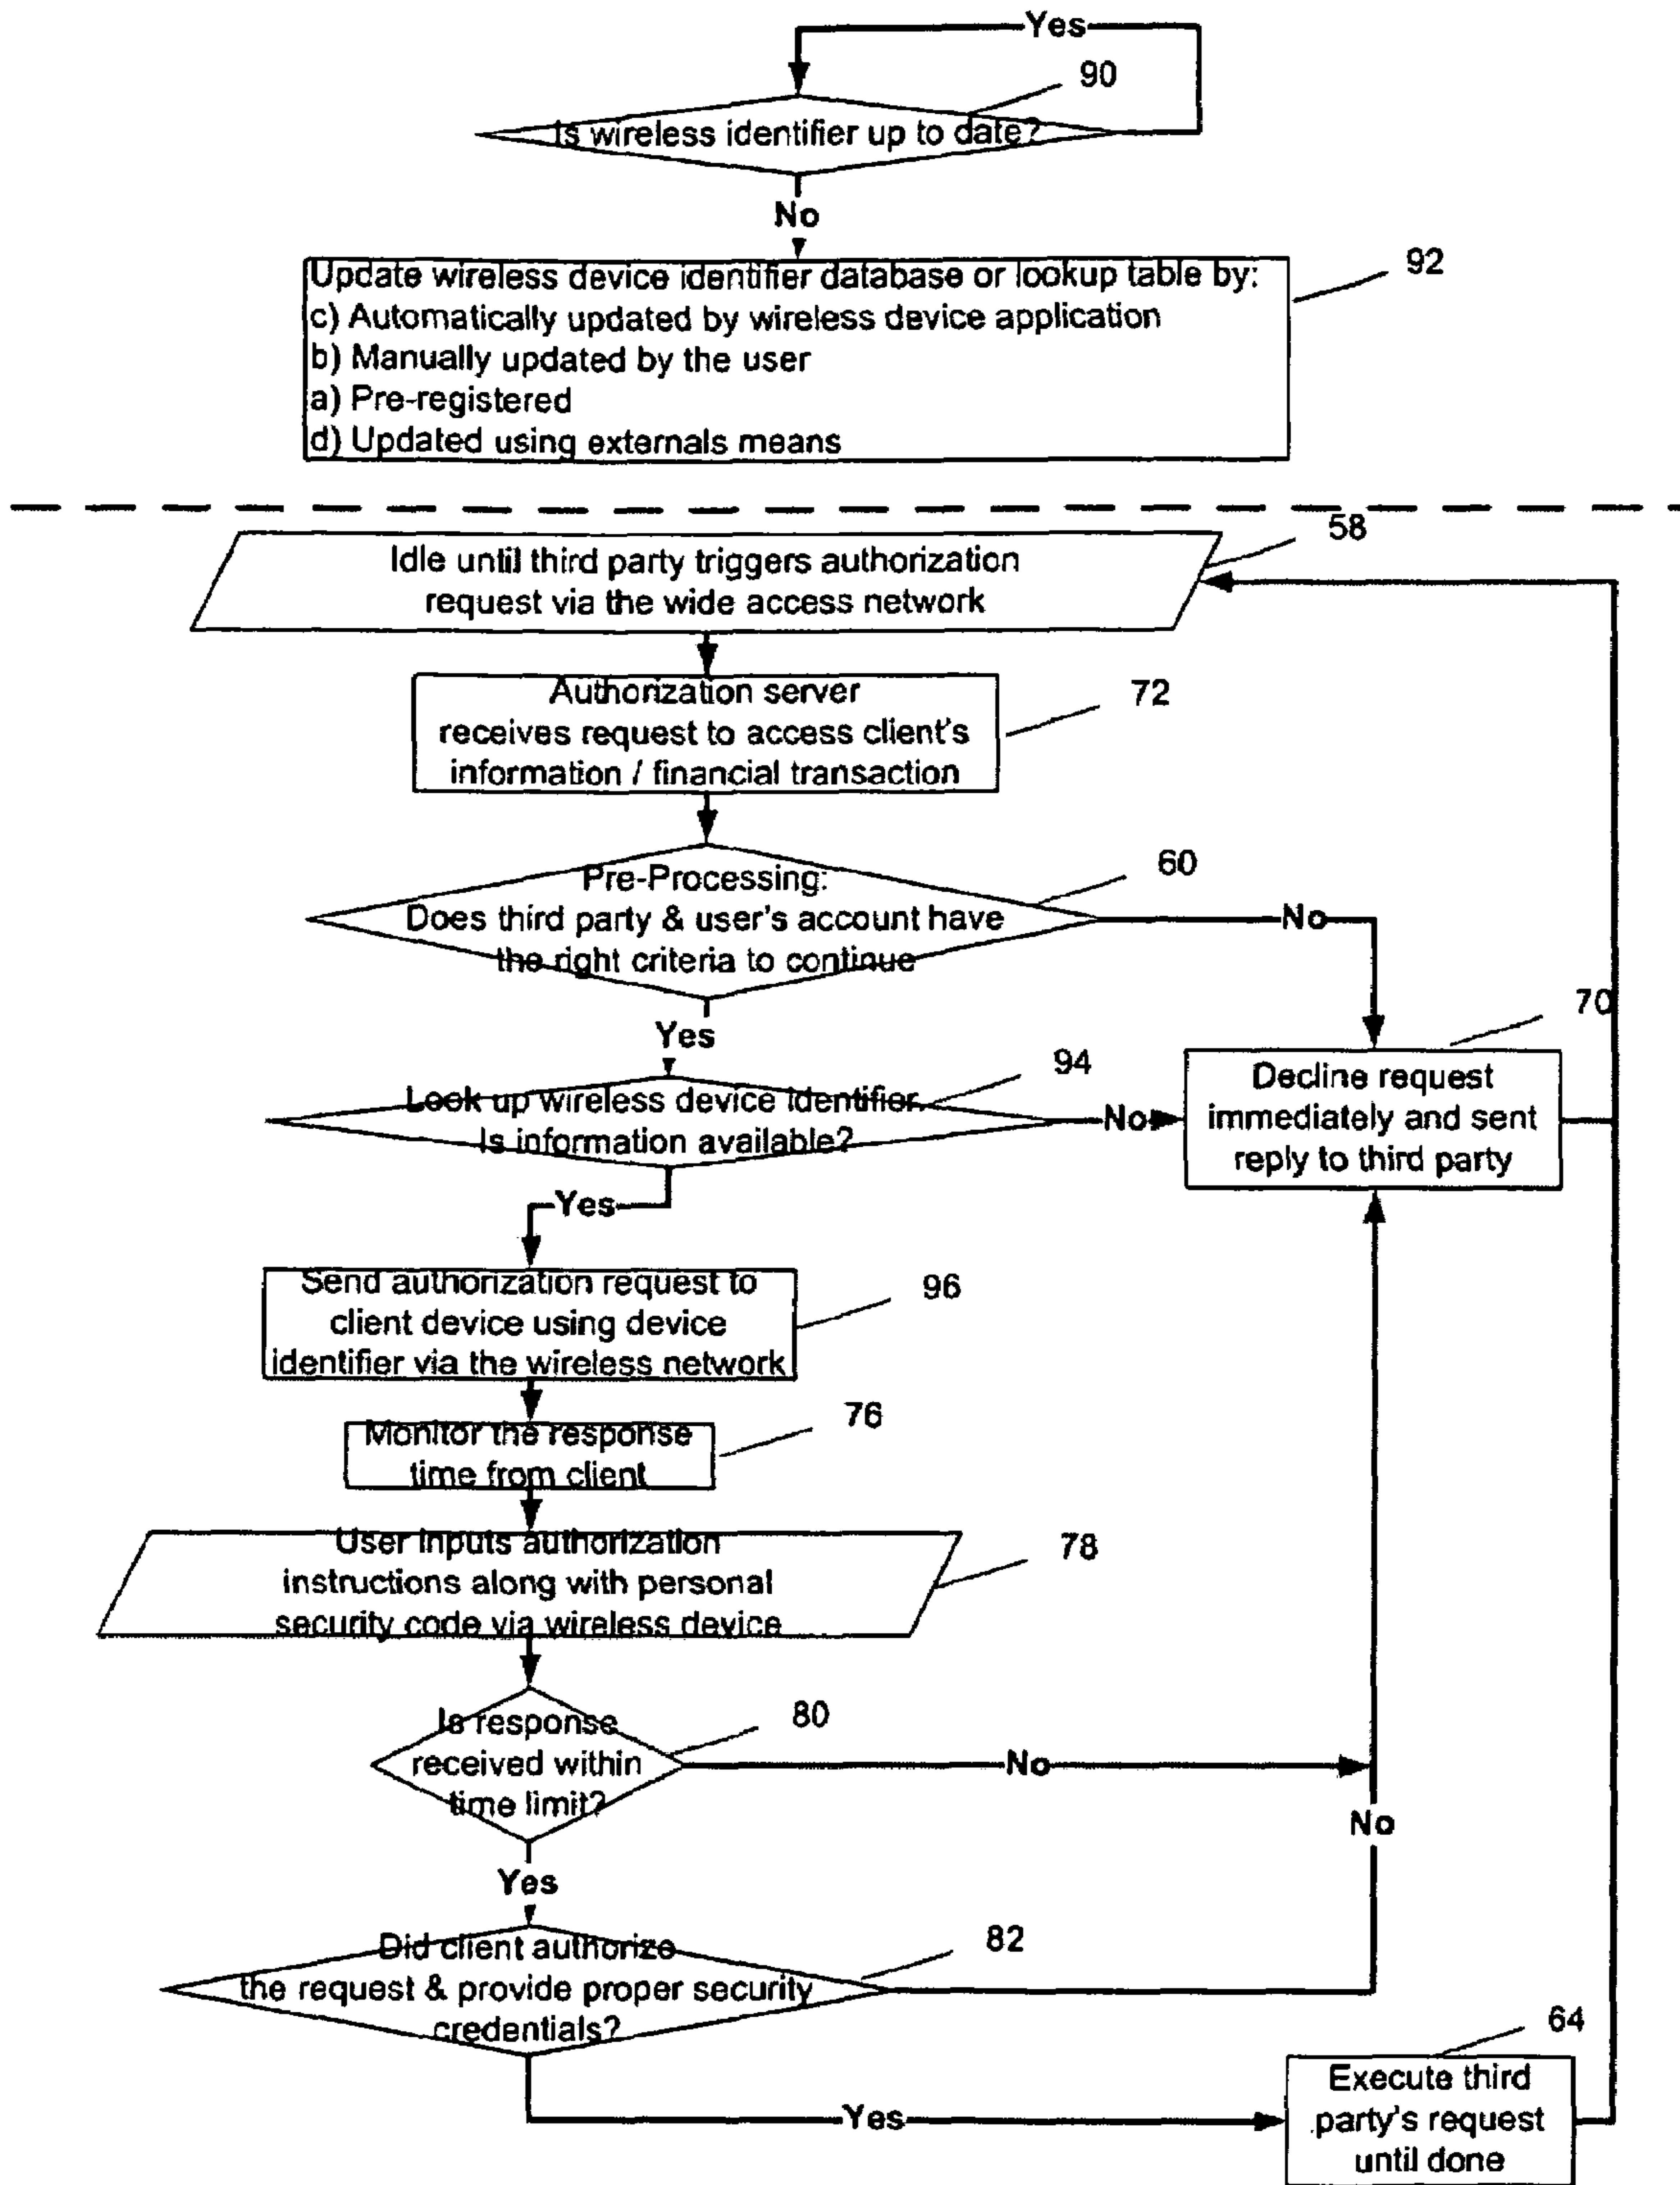 Yes
90
Is wireless identifier up to date?
No
Update wireless device identifier database or lookup table by:
c) Automatically updated by wireless device application
b) Manually updated by the user
a) Pre-registered
d) Updated using externals means
92
58
Idle until third party triggers authorization
request via the wide access network
Authorization server
receives request to access client's
information / financial transaction
72
Pre-Processing:
Does third party & user's account have
the right criteria to continue
60
No
Yes
70
Decline request
immediately and sent
reply to third party
Look up wireless device identifier.
Is information available?
94
No
Yes
Send authorization request to
client device using device
identifier via the wireless network
96
Monitor the response
time from client
76
User inputs authorization
instructions along with personal
security code via wireless device
78
Is response
received within
time limit?
80
No
No
Yes
Did client authorize
the request & provide proper security
credentials?
82
Yes
64
Execute third
party's request
until done